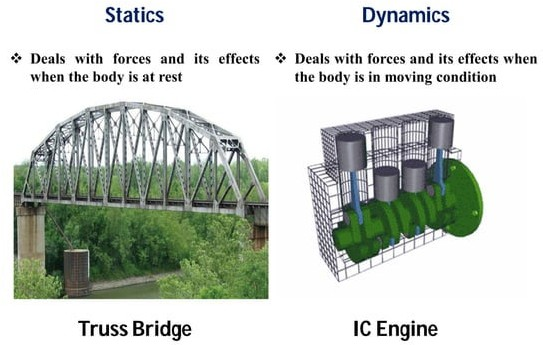 Statics
❖ Deals with forces and its effects
when the body is at rest
Truss Bridge
Dynamics
❖ Deals with forces and its effects when
the body is in moving condition
IC Engine